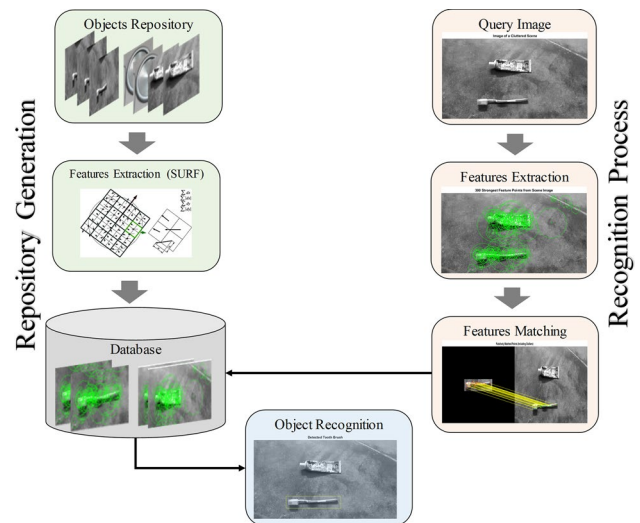 Objects Repository
Query Image
Image of a Cluttered Scene
Repository Generation
Recognition Process
Features Extraction (SURF)
Features Extraction
300 Strongest Feature Points from Scene Image
Database
Features Matching
Object Recognition
Detected Tooth Brush